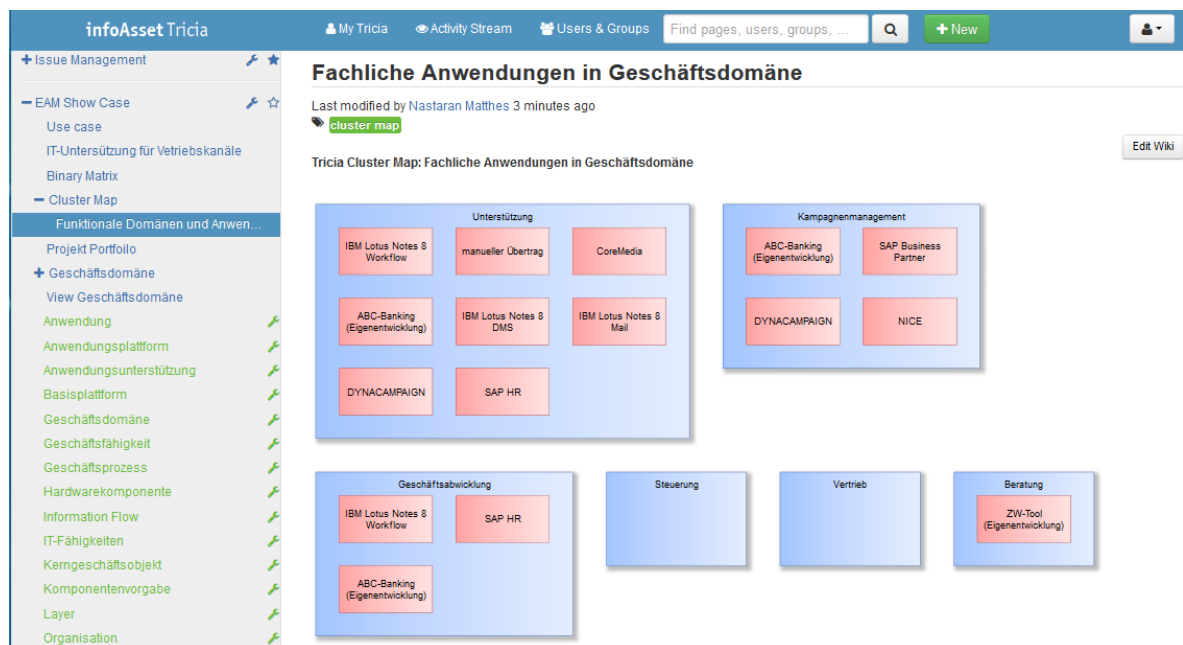 infoAsset Tricia
My Tricia
Activity Stream
Users & Groups
Find pages, users, groups, ...
+ New
Issue Management
EAM Show Case
Use case
IT-Untersützung für Vetriebskanäle
Binary Matrix
Cluster Map
Funktionale Domänen und Anwen...
Projekt Portfoilo
Geschäftsdomäne
View Geschäftsdomäne
Anwendung
Anwendungsplattform
Anwendungsunterstützung
Basisplattform
Geschäftsdomäne
Geschäftsfähigkeit
Geschäftsprozess
Hardwarekomponente
Information Flow
IT-Fähigkeiten
Kerngeschäftsobjekt
Komponentenvorgabe
Layer
Organisation
Fachliche Anwendungen in Geschäftsdomäne
Last modified by Nastaran Matthes 3 minutes ago
cluster map
Edit Wiki
Tricia Cluster Map: Fachliche Anwendungen in Geschäftsdomäne
Unterstützung
IBM Lotus Notes 8
Workflow
manueller Übertrag
CoreMedia
ABC-Banking
(Eigenentwicklung)
IBM Lotus Notes 8
DMS
IBM Lotus Notes 8
Mail
DYNACAMPAIGN
SAP HR
Kampagnenmanagement
ABC-Banking
(Eigenentwicklung)
SAP Business
Partner
DYNACAMPAIGN
NICE
Geschäftsabwicklung
IBM Lotus Notes 8
Workflow
SAP HR
ABC-Banking
(Eigenentwicklung)
Steuerung
Vertrieb
Beratung
ZW-Tool
(Eigenentwicklung)